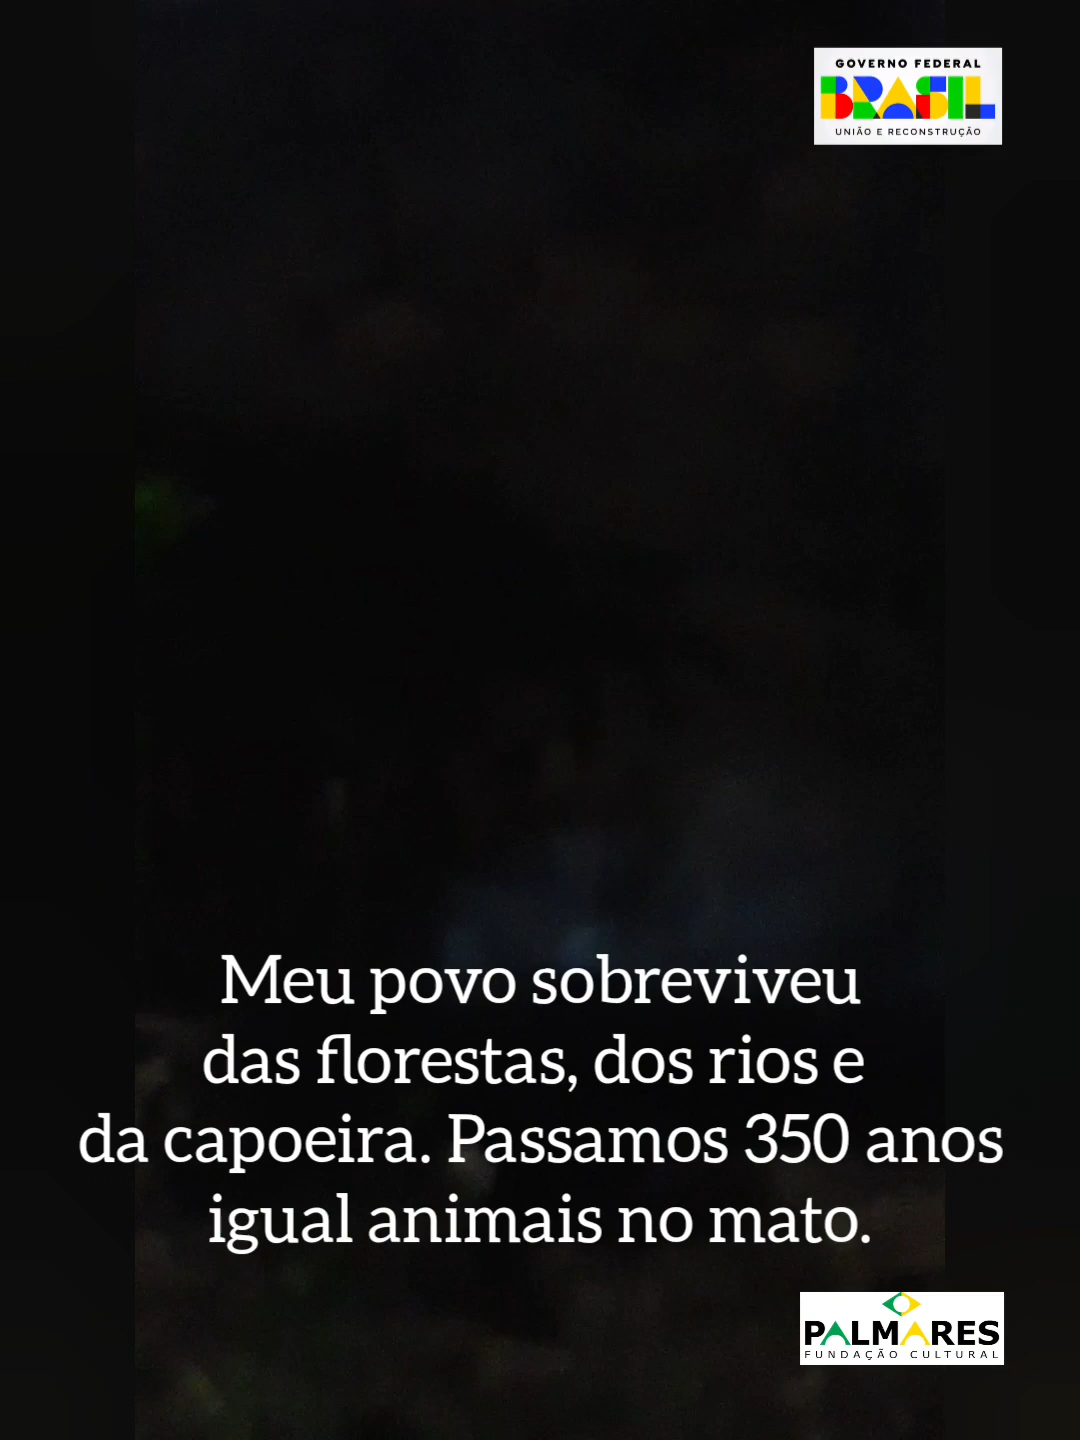 GOVERNO FEDERAL
BRASIL
UNIÃO E RECONSTRUÇÃO
Meu povo sobreviveu
das florestas, dos rios e
da capoeira. Passamos 350 anos
igual animais no mato.
PALMARES
FUNDAÇÃO CULTURAL